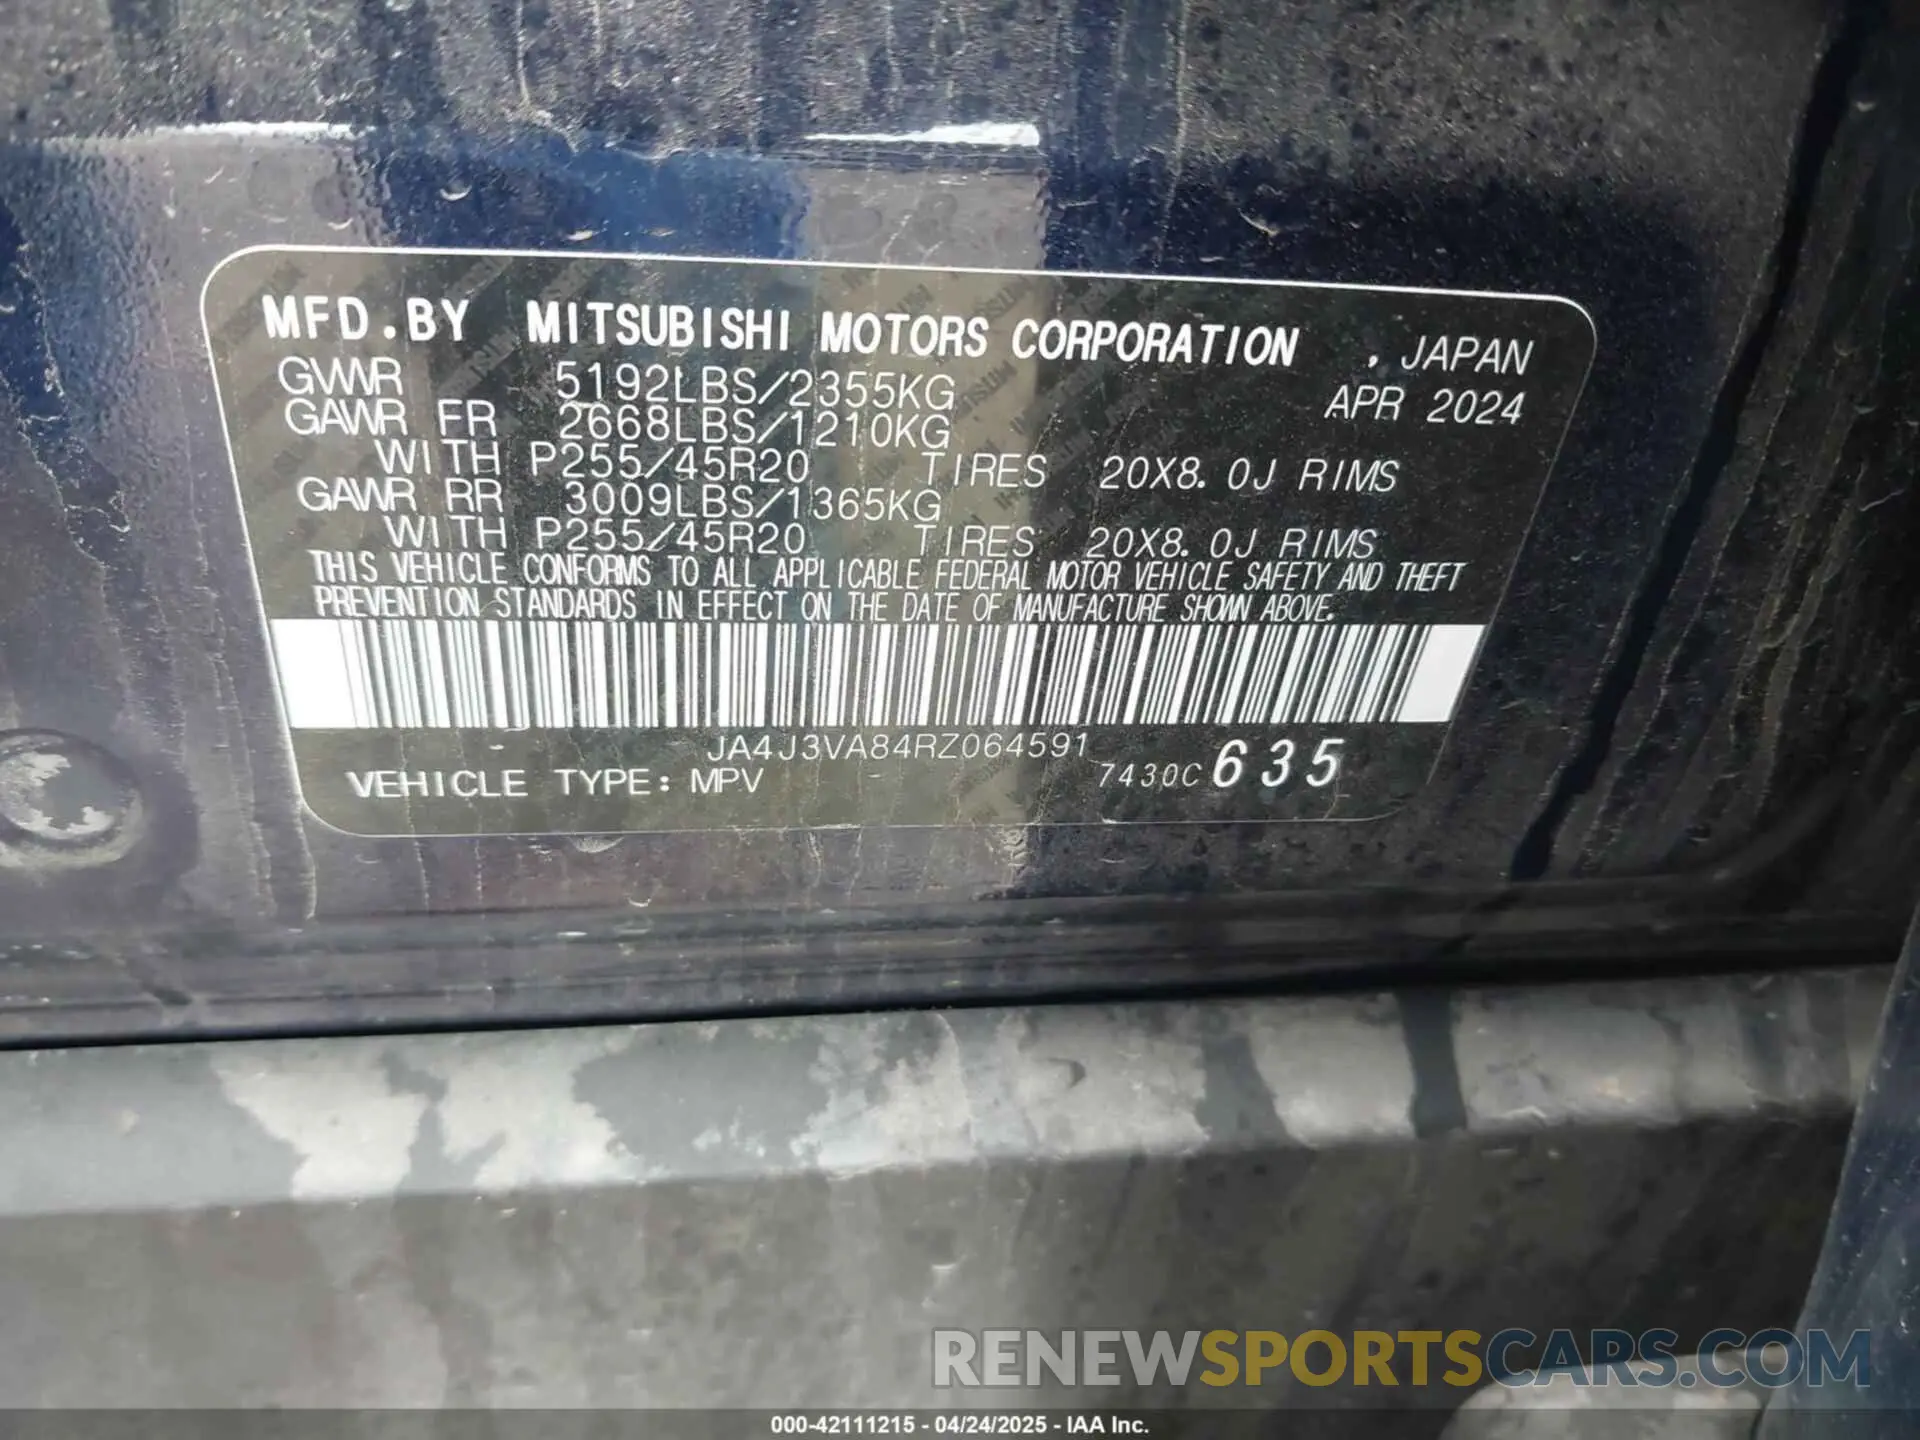 MFD.BY MITSUBISHI MOTORS CORPORATION , JAPAN
GVWR 5192LBS/2355KG APR 2024
GAWR FR 2668LBS/1210KG
WITH P255/45R20 TIRES 20X8.0J RIMS
GAWR RR 3009LBS/1365KG
WITH P255/45R20 TIRES 20X8.0J RIMS
THIS VEHICLE CONFORMS TO ALL APPLICABLE FEDERAL MOTOR VEHICLE SAFETY AND THEFT
PREVENTION STANDARDS IN EFFECT ON THE DATE OF MANUFACTURE SHOWN ABOVE.
JA4J3VA84RZ064591
VEHICLE TYPE: MPV 7430C 635
RENEWSPORTSCARS.COM
000-42111215 - 04/24/2025 - IAA Inc.